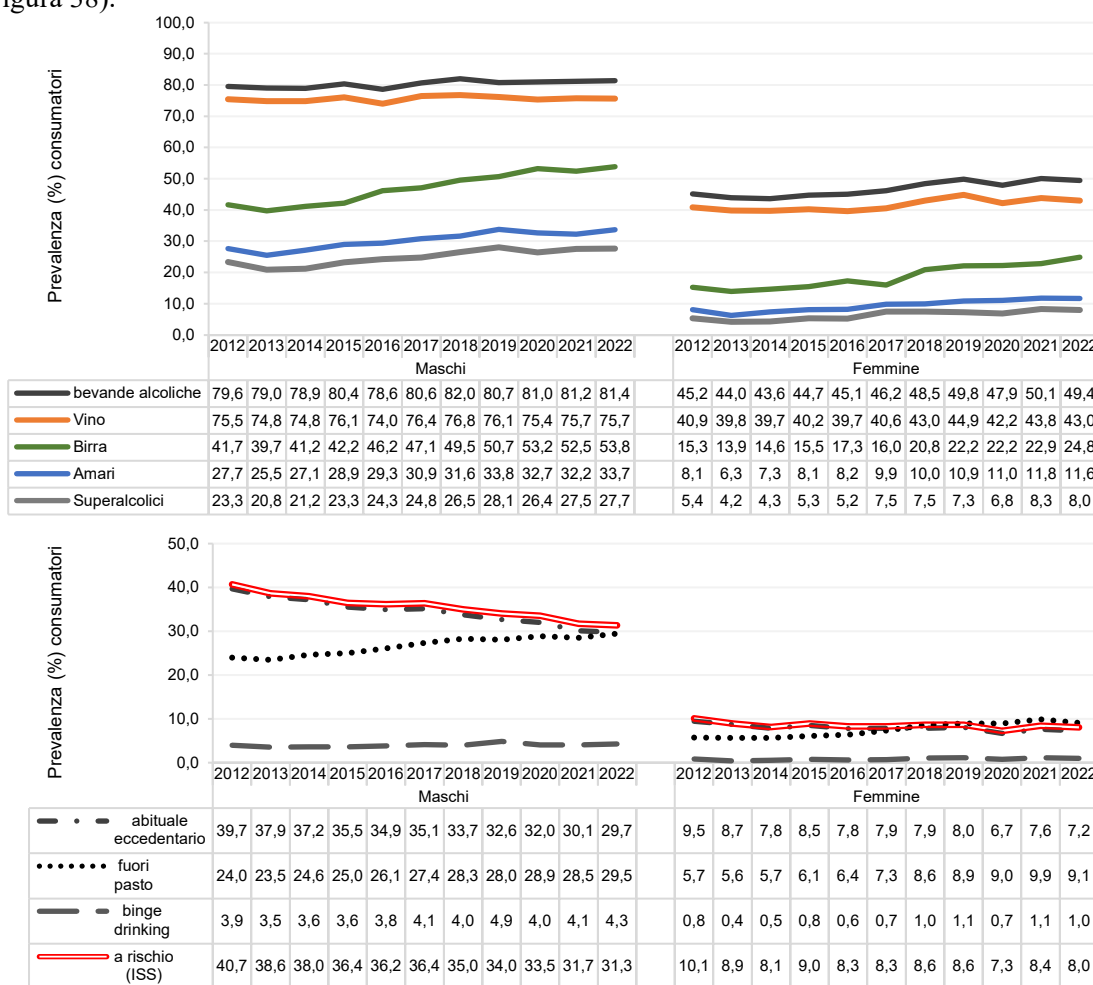 igura 38).
100,0
90,0
80,0
70,0
60,0
50,0
40,0
30,0
20,0
10,0
0,0
Prevalenza (%) consumatori
2012 2013 2014 2015 2016 2017 2018 2019 2020 2021 2022 2012 2013 2014 2015 2016 2017 2018 2019 2020 2021 2022
Maschi Femmine
bevande alcoliche 79,6 79,0 78,9 80,4 78,6 80,6 82,0 80,7 81,0 81,2 81,4 45,2 44,0 43,6 44,7 45,1 46,2 48,5 49,8 47,9 50,1 49,4
Vino 75,5 74,8 74,8 76,1 74,0 76,4 76,8 76,1 75,4 75,7 75,7 40,9 39,8 39,7 40,2 39,7 40,6 43,0 44,9 42,2 43,8 43,0
Birra 41,7 39,7 41,2 42,2 46,2 47,1 49,5 50,7 53,2 52,5 53,8 15,3 13,9 14,6 15,5 17,3 16,0 20,8 22,2 22,2 22,9 24,8
Amari 27,7 25,5 27,1 28,9 29,3 30,9 31,6 33,8 32,7 32,2 33,7 8,1 6,3 7,3 8,1 8,2 9,9 10,0 10,9 11,0 11,8 11,6
Superalcolici 23,3 20,8 21,2 23,3 24,3 24,8 26,5 28,1 26,4 27,5 27,7 5,4 4,2 4,3 5,3 5,2 7,5 7,5 7,3 6,8 8,3 8,0
50,0
40,0
30,0
20,0
10,0
0,0
Prevalenza (%) consumatori
2012 2013 2014 2015 2016 2017 2018 2019 2020 2021 2022 2012 2013 2014 2015 2016 2017 2018 2019 2020 2021 2022
Maschi Femmine
abituale
eccedentario 39,7 37,9 37,2 35,5 34,9 35,1 33,7 32,6 32,0 30,1 29,7 9,5 8,7 7,8 8,5 7,8 7,9 7,9 8,0 6,7 7,6 7,2
fuori
pasto 24,0 23,5 24,6 25,0 26,1 27,4 28,3 28,0 28,9 28,5 29,5 5,7 5,6 5,7 6,1 6,4 7,3 8,6 8,9 9,0 9,9 9,1
binge
drinking 3,9 3,5 3,6 3,6 3,8 4,1 4,0 4,9 4,0 4,1 4,3 0,8 0,4 0,5 0,8 0,6 0,7 1,0 1,1 0,7 1,1 1,0
a rischio
(ISS) 40,7 38,6 38,0 36,4 36,2 36,4 35,0 34,0 33,5 31,7 31,3 10,1 8,9 8,1 9,0 8,3 8,3 8,6 8,6 7,3 8,4 8,0